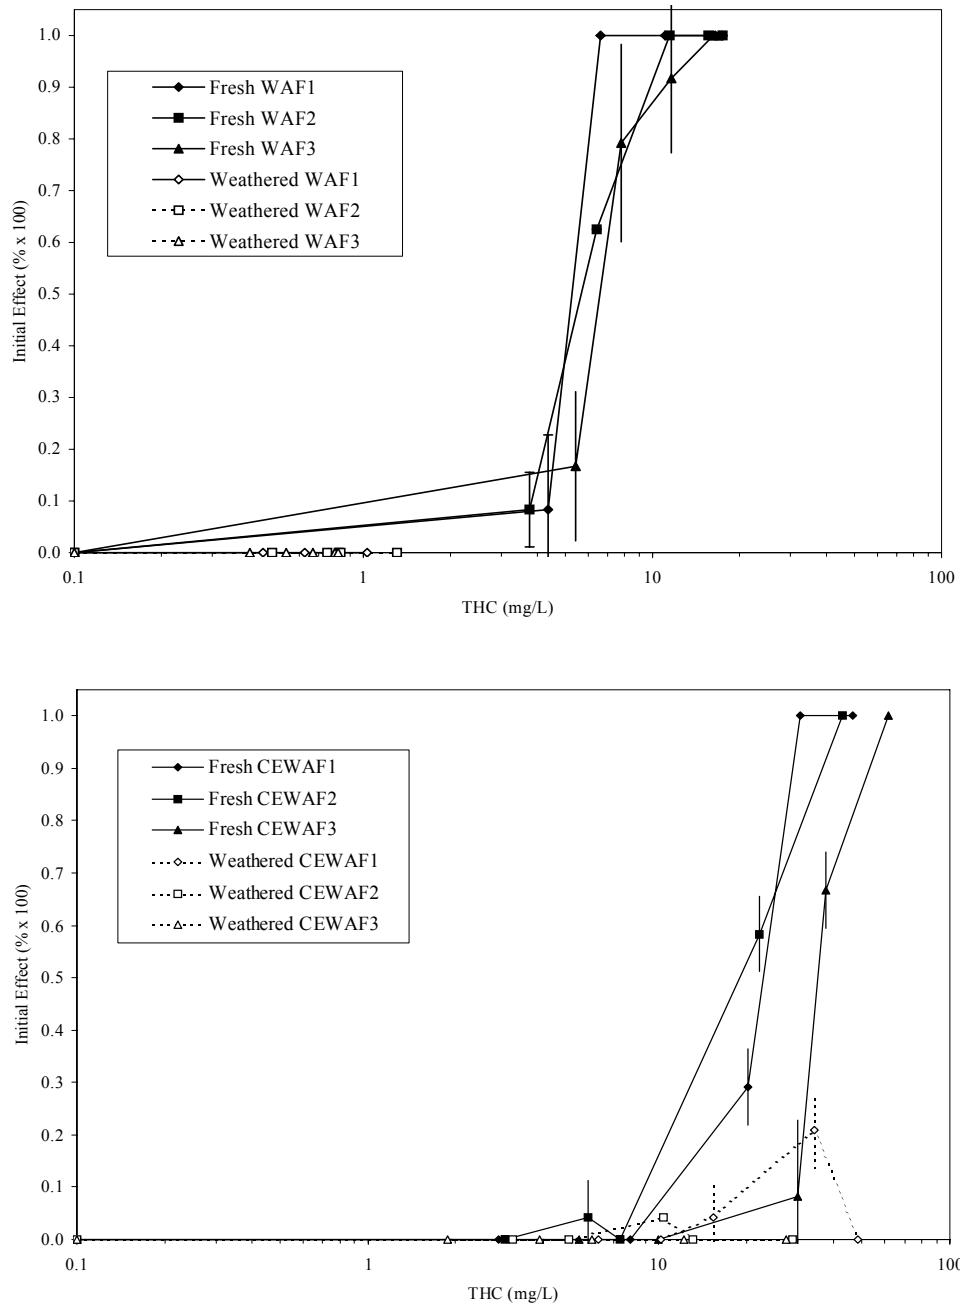 1.0
0.9
0.8
0.7
0.6
0.5
0.4
0.3
0.2
0.1
0.0
Initial Effect (% x 100)
Fresh WAF1
Fresh WAF2
Fresh WAF3
Weathered WAF1
Weathered WAF2
Weathered WAF3
0.1
1
10
100
THC (mg/L)
1.0
0.9
0.8
0.7
0.6
0.5
0.4
0.3
0.2
0.1
0.0
Initial Effect (% x 100)
Fresh CEWAF1
Fresh CEWAF2
Fresh CEWAF3
Weathered CEWAF1
Weathered CEWAF2
Weathered CEWAF3
0.1
1
10
100
THC (mg/L)